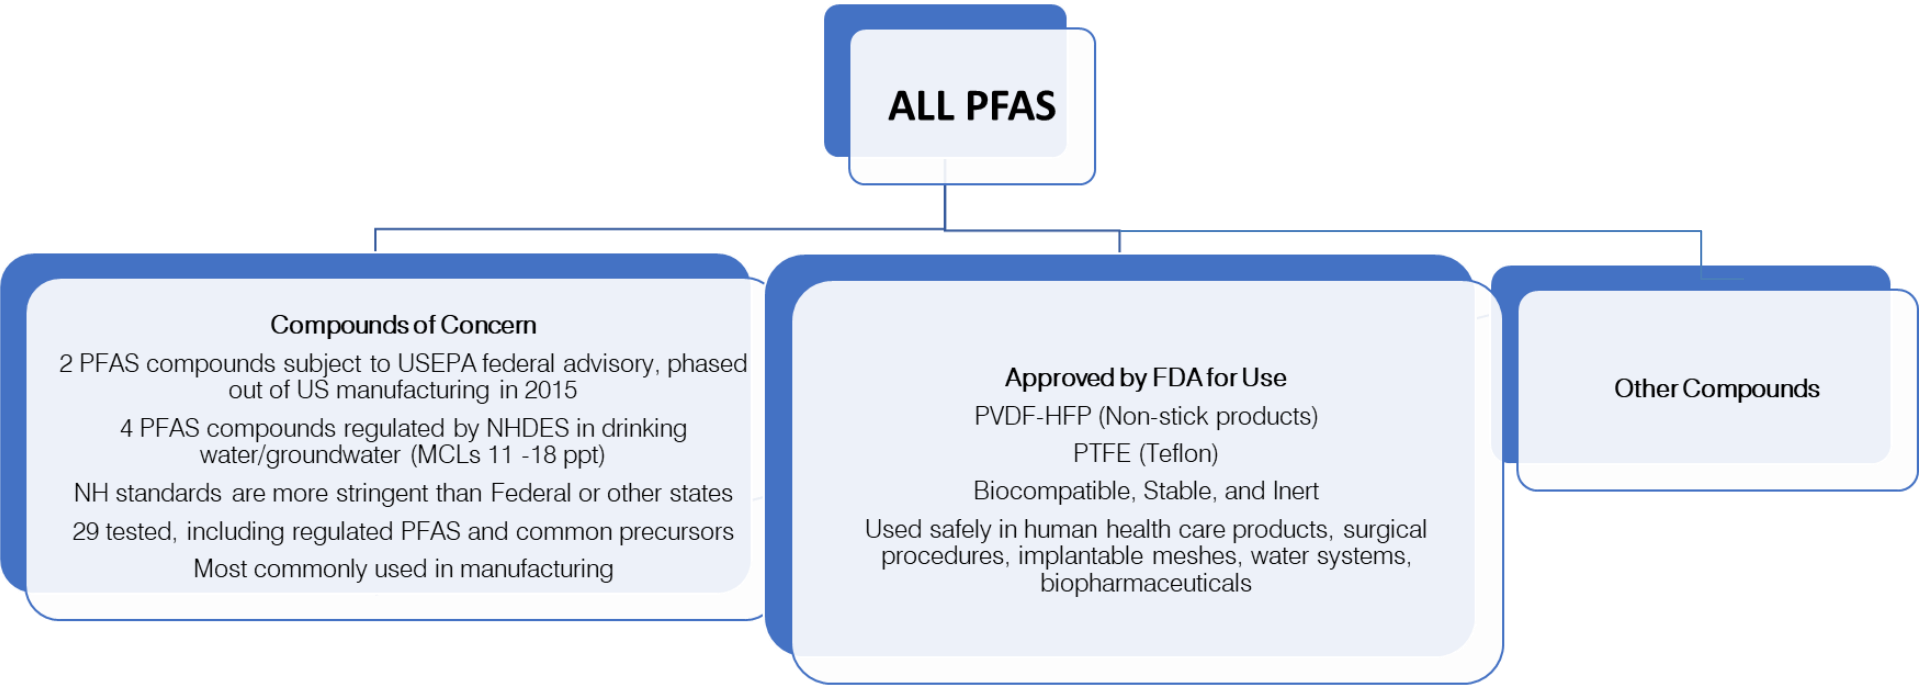 ALL PFAS
Compounds of Concern
2 PFAS compounds subject to USEPA federal advisory, phased
out of US manufacturing in 2015
4 PFAS compounds regulated by NHDES in drinking
water/groundwater (MCLs 11 -18 ppt)
NH standards are more stringent than Federal or other states
29 tested, including regulated PFAS and common precursors
Most commonly used in manufacturing
Approved by FDA for Use
PVDF-HFP (Non-stick products)
PTFE (Teflon)
Biocompatible, Stable, and Inert
Used safely in human health care products, surgical
procedures, implantable meshes, water systems,
biopharmaceuticals
Other Compounds